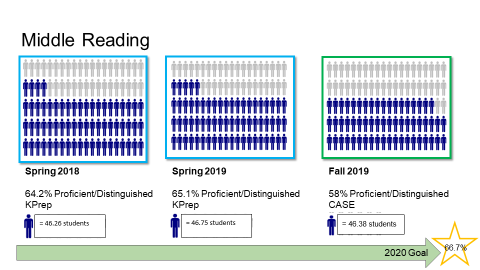 Middle Reading
Spring 2018
Spring 2019
Fall 2019
64.2% Proficient/Distinguished
KPrep
65.1% Proficient/Distinguished
KPrep
58% Proficient/Distinguished
CASE
= 46.26 students
= 46.75 students
= 46.38 students
2020 Goal
66.7%